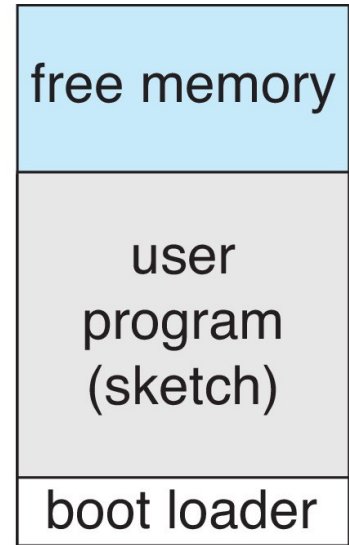 free memory
user
program
(sketch)
boot loader